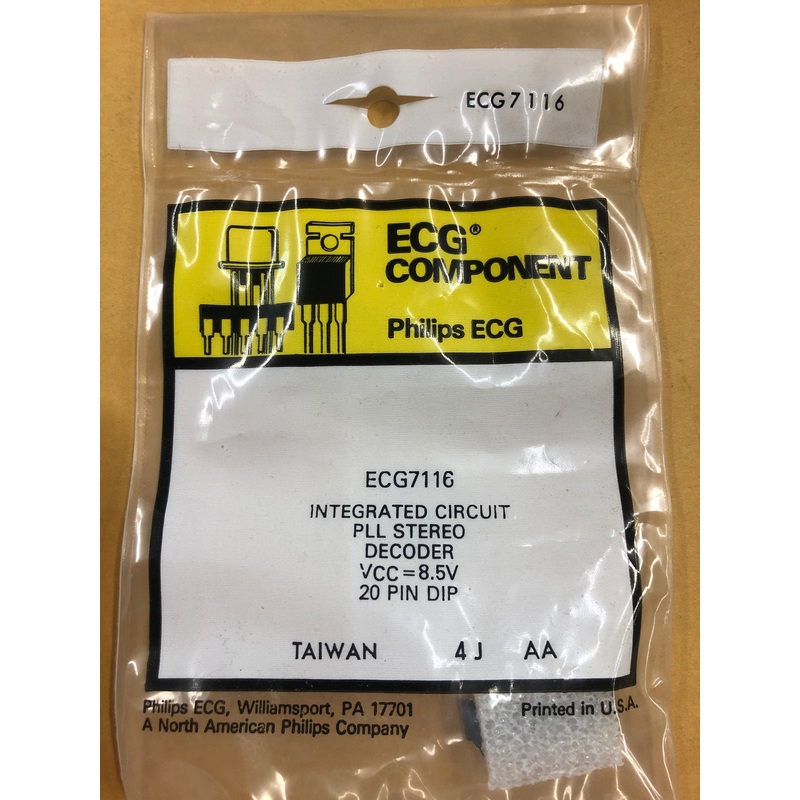 ECG7116
ECG®
COMPONENT
Philips ECG
ECG7116
INTEGRATED CIRCUIT
PLL STEREO
DECODER
VCC=8.5V
20 PIN DIP
TAIWAN 4J AA
Philips ECG, Williamsport, PA 17701
A North American Philips Company
Printed in U.S.A.